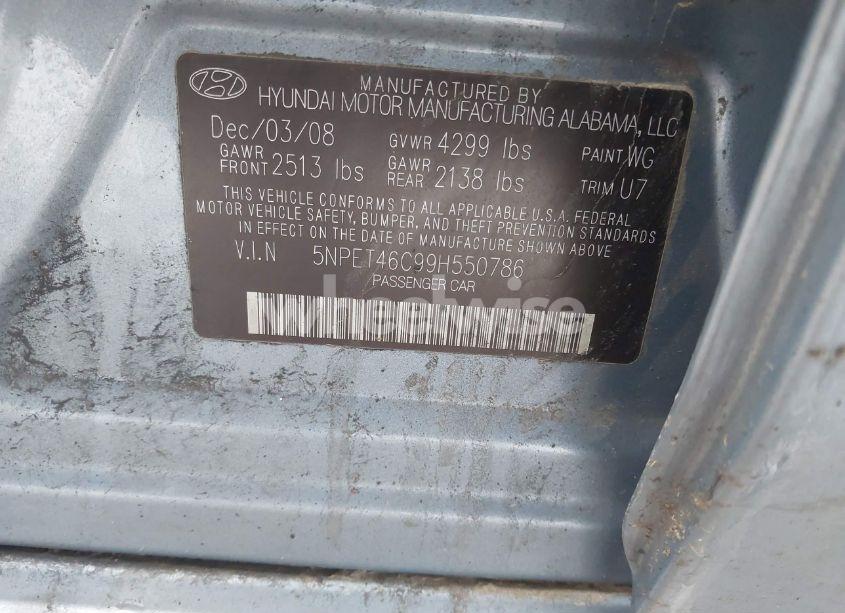 MANUFACTURED BY
HYUNDAI MOTOR MANUFACTURING ALABAMA, LLC
Dec/03/08 GVWR 4299 lbs PAINT WG
GAWR FRONT 2513 lbs GAWR REAR 2138 lbs TRIM U7
THIS VEHICLE CONFORMS TO ALL APPLICABLE U.S.A. FEDERAL
MOTOR VEHICLE SAFETY, BUMPER, AND THEFT PREVENTION STANDARDS
IN EFFECT ON THE DATE OF MANUFACTURE SHOWN ABOVE.
V.I.N 5NPET46C99H550786
PASSENGER CAR
wheelwise